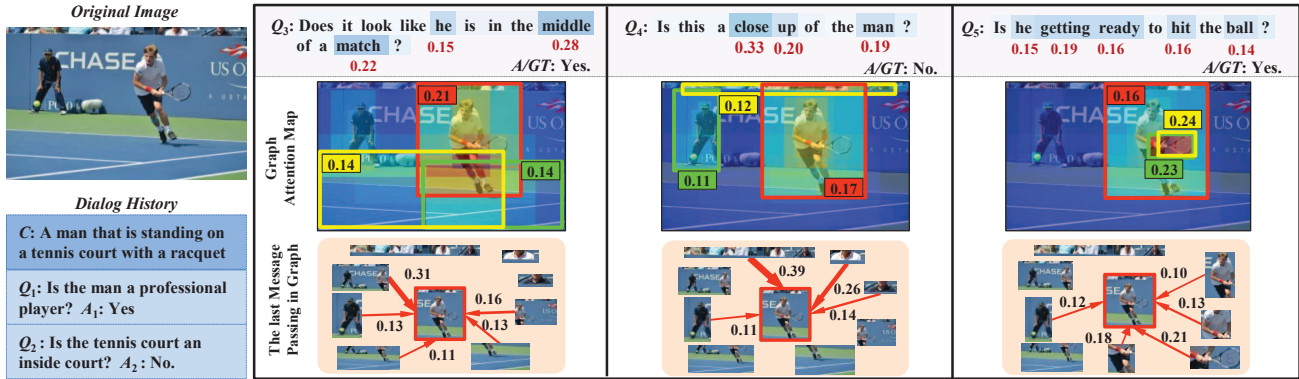 Original Image
CHASE
US O
Dialog History
C: A man that is standing on
a tennis court with a racquet
Q1: Is the man a professional
player? A1: Yes
Q2: Is the tennis court an
inside court? A2: No.
Graph
Attention Map
The last Message
Passing in Graph
Q3: Does it look like he is in the middle
of a match ?
0.15
0.28
0.22
A/GT: Yes.
CHASE
US O
0.21
0.14
0.14
CHASE
0.31
0.16
0.13
0.13
0.11
Q4: Is this a close up of the man ?
0.33 0.20 0.19
A/GT: No.
CHASE
US O
0.12
0.11
0.17
0.39
0.26
0.14
0.11
Q5: Is he getting ready to hit the ball ?
0.15 0.19 0.16 0.16 0.14
A/GT: Yes.
CHASE
US O
0.16
0.24
0.23
0.10
0.12
0.13
0.18
0.21